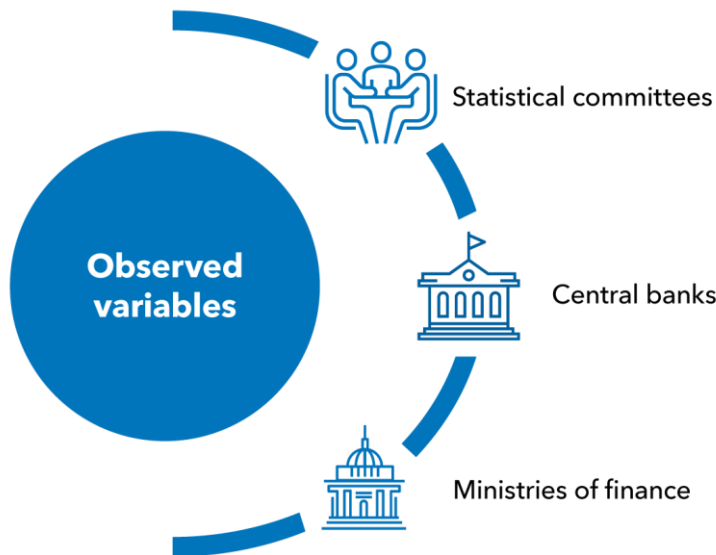 Statistical committees
Observed
variables
Central banks
Ministries of finance